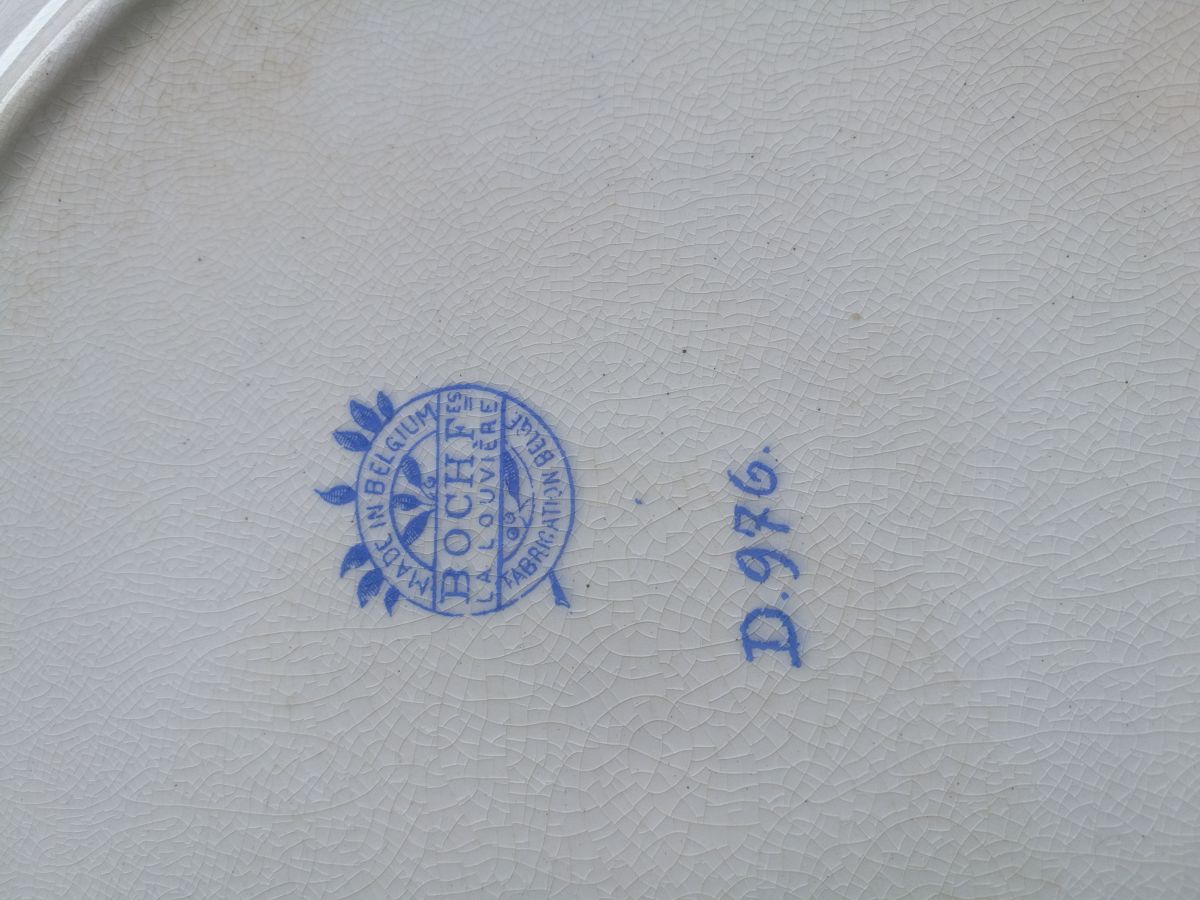 MADE IN BELGIUM
BOCH Fes
LA LOUVIÈRE
FABRICATION BELGE
D.976.